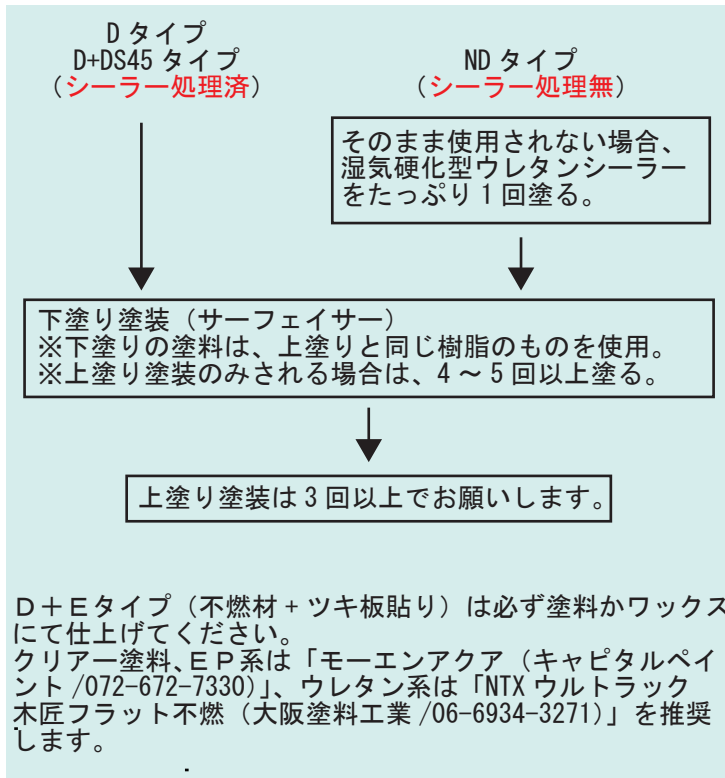 Dタイプ
D+DS45タイプ
（シーラー処理済）
NDタイプ
（シーラー処理無）
そのまま使用されない場合、
湿気硬化型ウレタンシーラー
をたっぷり1回塗る。
下塗り塗装（サーフェイサー）
※下塗りの塗料は、上塗りと同じ樹脂のものを使用。
※上塗り塗装のみされる場合は、4～5回以上塗る。
上塗り塗装は3回以上でお願いします。
D＋Eタイプ（不燃材+ツキ板貼り）は必ず塗料かワックス
にて仕上げてください。
クリアー塗料、ＥＰ系は「モーエンアクア（キャピタルペイ
ント/072-672-7330）」、ウレタン系は「NTXウルトラック
木匠フラット不燃（大阪塗料工業/06-6934-3271）」を推奨
します。